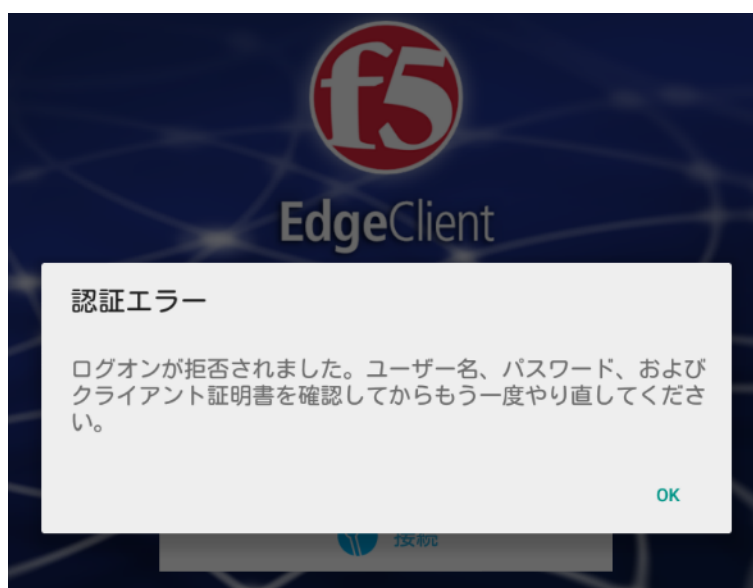 f5
EdgeClient
認証エラー
ログオンが拒否されました。ユーザー名、パスワード、および
クライアント証明書を確認してからもう一度やり直してくださ
い。
OK
接続